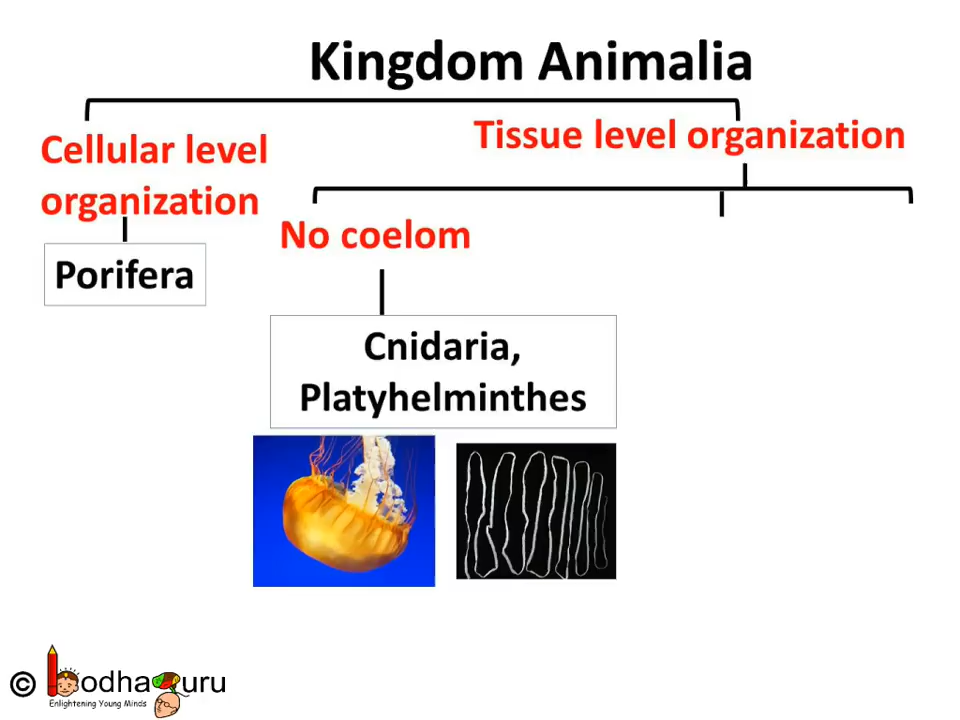 Kingdom Animalia
Cellular level
organization
Tissue level organization
No coelom
Porifera
Cnidaria,
Platyhelminthes
© BodhaGuru
Enlightening Young Minds